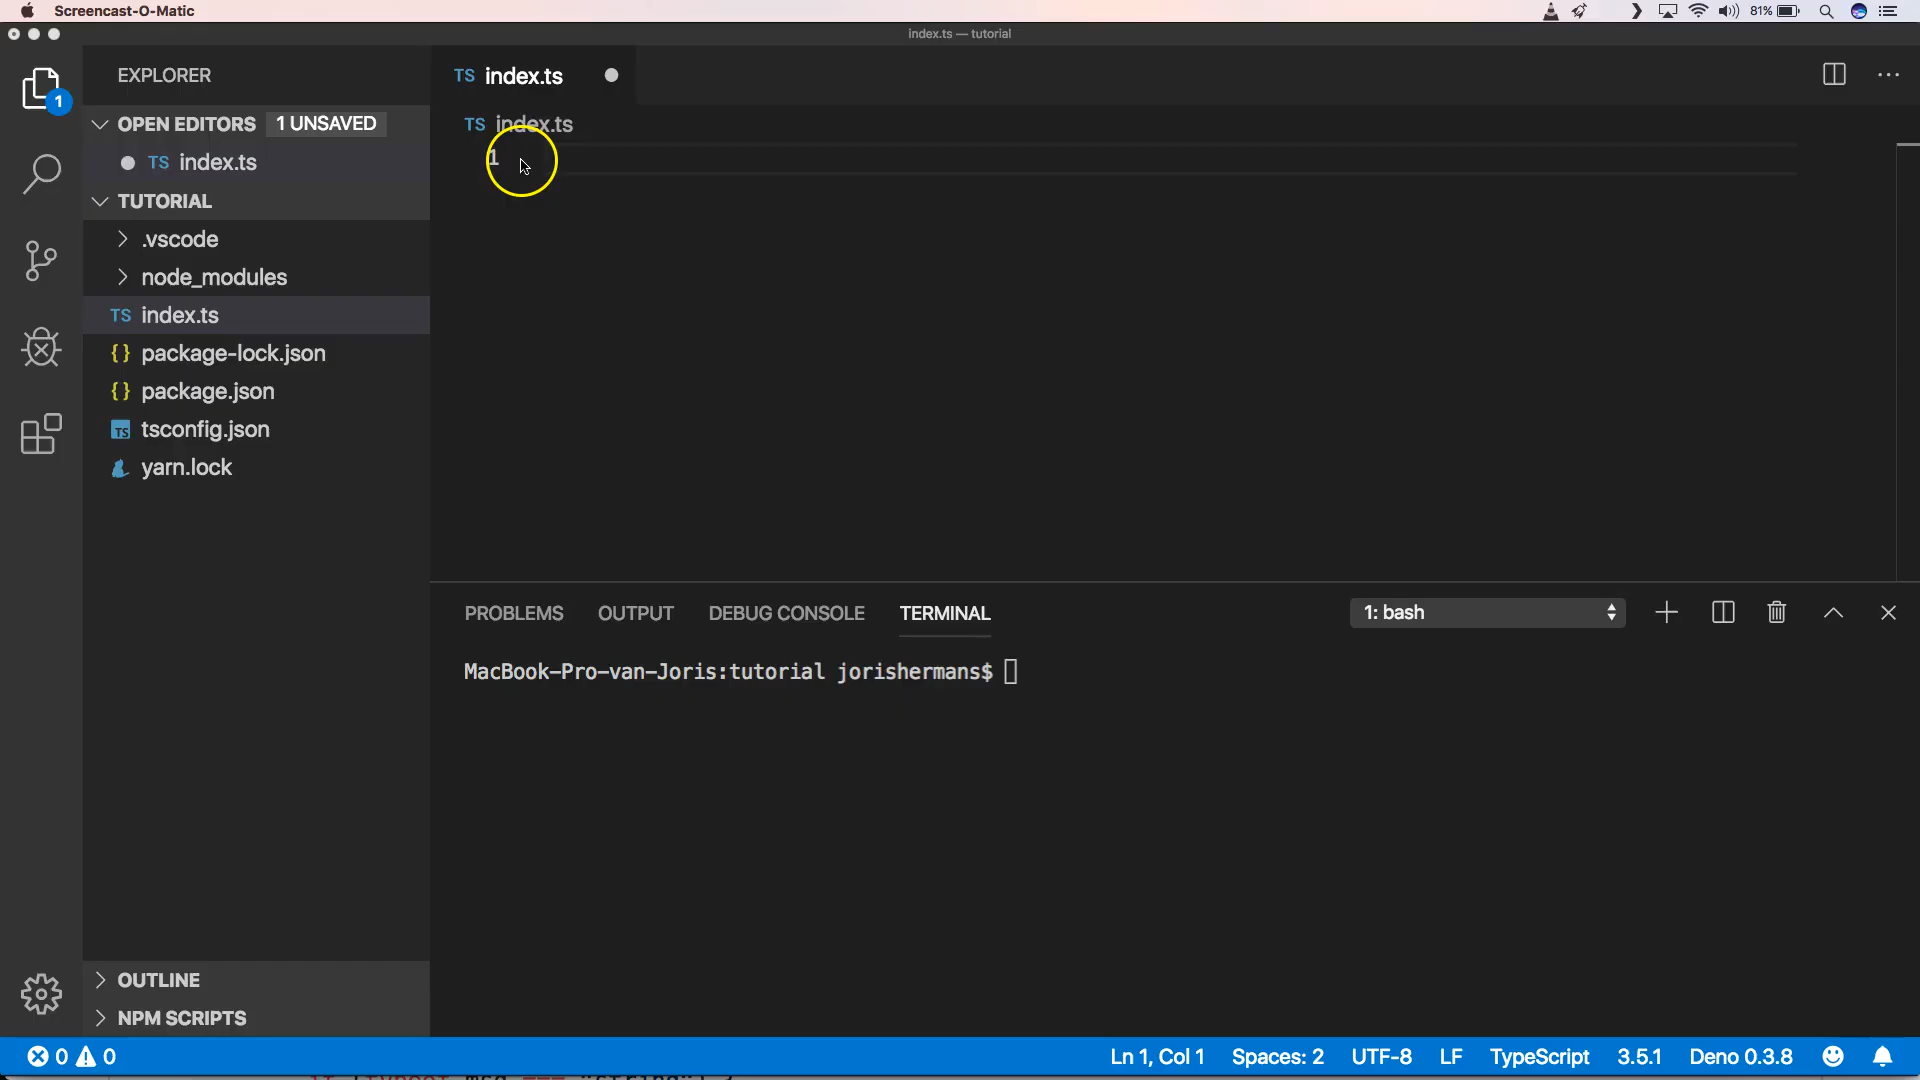 Screencast-O-Matic
81%
index.ts — tutorial
EXPLORER
1
OPEN EDITORS 1 UNSAVED
TS index.ts
TUTORIAL
.vscode
node_modules
TS index.ts
{} package-lock.json
{} package.json
TS tsconfig.json
yarn.lock
OUTLINE
NPM SCRIPTS
TS index.ts
TS index.ts
1
PROBLEMS OUTPUT DEBUG CONSOLE TERMINAL
1: bash
MacBook-Pro-van-Joris:tutorial jorishermans$
0 0
Ln 1, Col 1 Spaces: 2 UTF-8 LF TypeScript 3.5.1 Deno 0.3.8